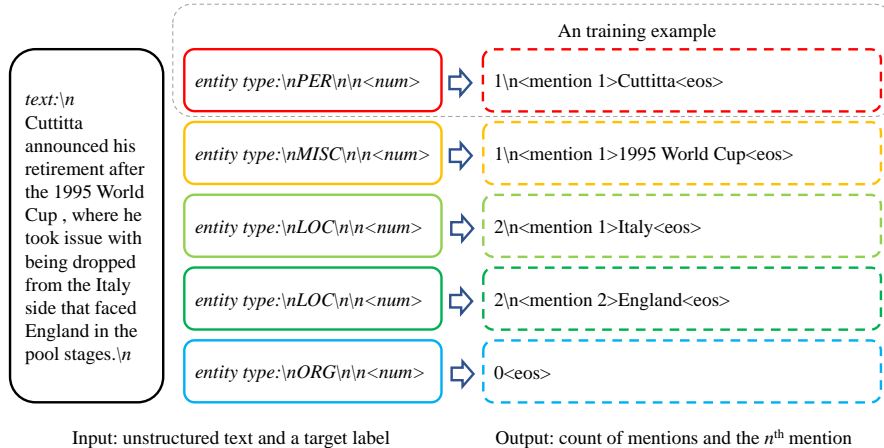 An training example
text:\n
Cuttitta
announced his
retirement after
the 1995 World
Cup , where he
took issue with
being dropped
from the Italy
side that faced
England in the
pool stages.\n
entity type:\nPER\n\n<num>
1\n<mention 1>Cuttitta<eos>
entity type:\nMISC\n\n<num>
1\n<mention 1>1995 World Cup<eos>
entity type:\nLOC\n\n<num>
2\n<mention 1>Italy<eos>
entity type:\nLOC\n\n<num>
2\n<mention 2>England<eos>
entity type:\nORG\n\n<num>
0<eos>
Input: unstructured text and a target label
Output: count of mentions and the nth mention